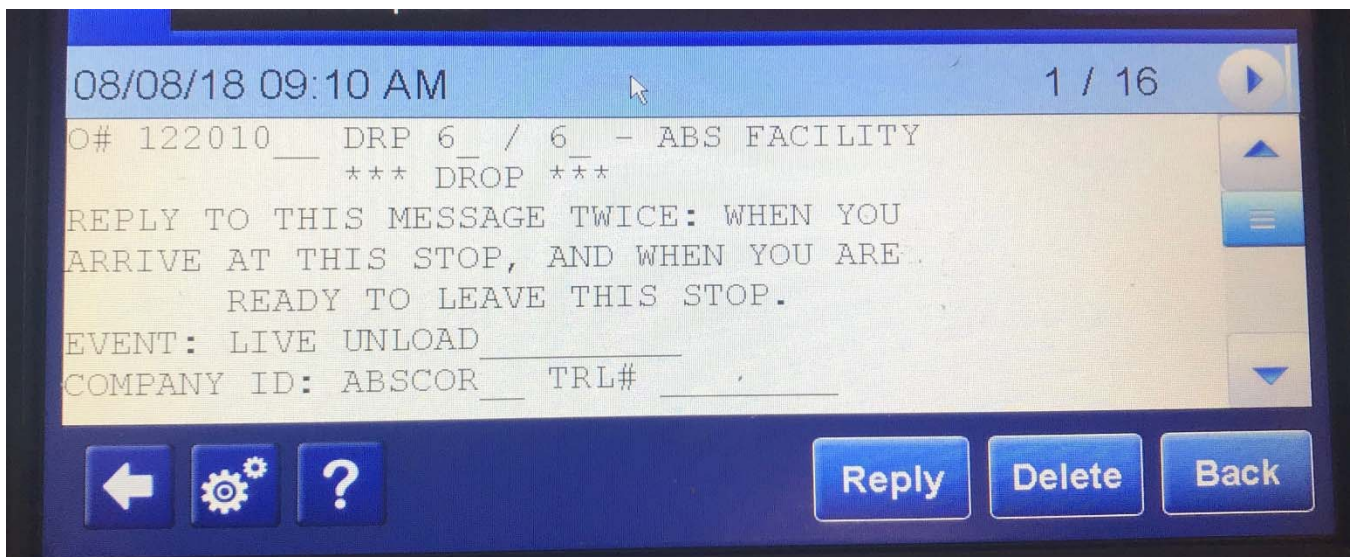 08/08/18 09:10 AM 1 / 16
O# 122010__ DRP 6_ / 6_ - ABS FACILITY
*** DROP ***
REPLY TO THIS MESSAGE TWICE: WHEN YOU
ARRIVE AT THIS STOP, AND WHEN YOU ARE
READY TO LEAVE THIS STOP.
EVENT: LIVE UNLOAD_________
COMPANY ID: ABSCOR__ TRL# ________
? Reply Delete Back